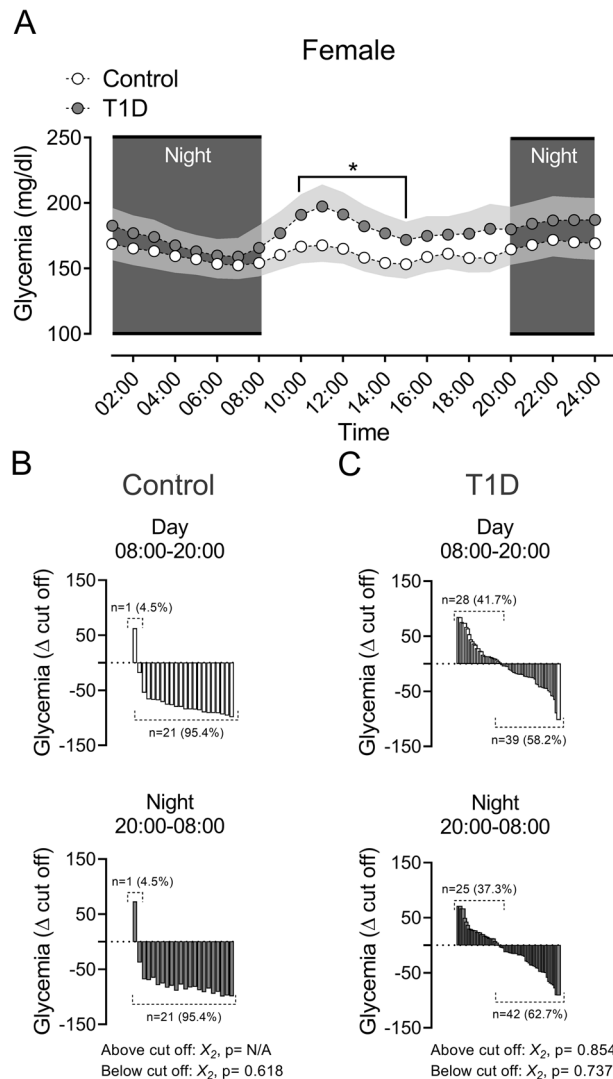 A
Female
Control
T1D
Glycemia (mg/dl)
250
200
150
100
Night
Night
*
02:00
04:00
06:00
08:00
10:00
12:00
14:00
16:00
18:00
20:00
22:00
24:00
Time
B
Control
Day
08:00-20:00
Glycemia (Δ cut off)
150
50
-50
-150
n=1 (4.5%)
n=21 (95.4%)
Night
20:00-08:00
Glycemia (Δ cut off)
150
50
-50
-150
n=1 (4.5%)
n=21 (95.4%)
Above cut off: X₂, p= N/A
Below cut off: X₂, p= 0.618
C
T1D
Day
08:00-20:00
Glycemia (Δ cut off)
150
50
-50
-150
n=28 (41.7%)
n=39 (58.2%)
Night
20:00-08:00
Glycemia (Δ cut off)
150
50
-50
-150
n=25 (37.3%)
n=42 (62.7%)
Above cut off: X₂, p= 0.854
Below cut off: X₂, p= 0.737